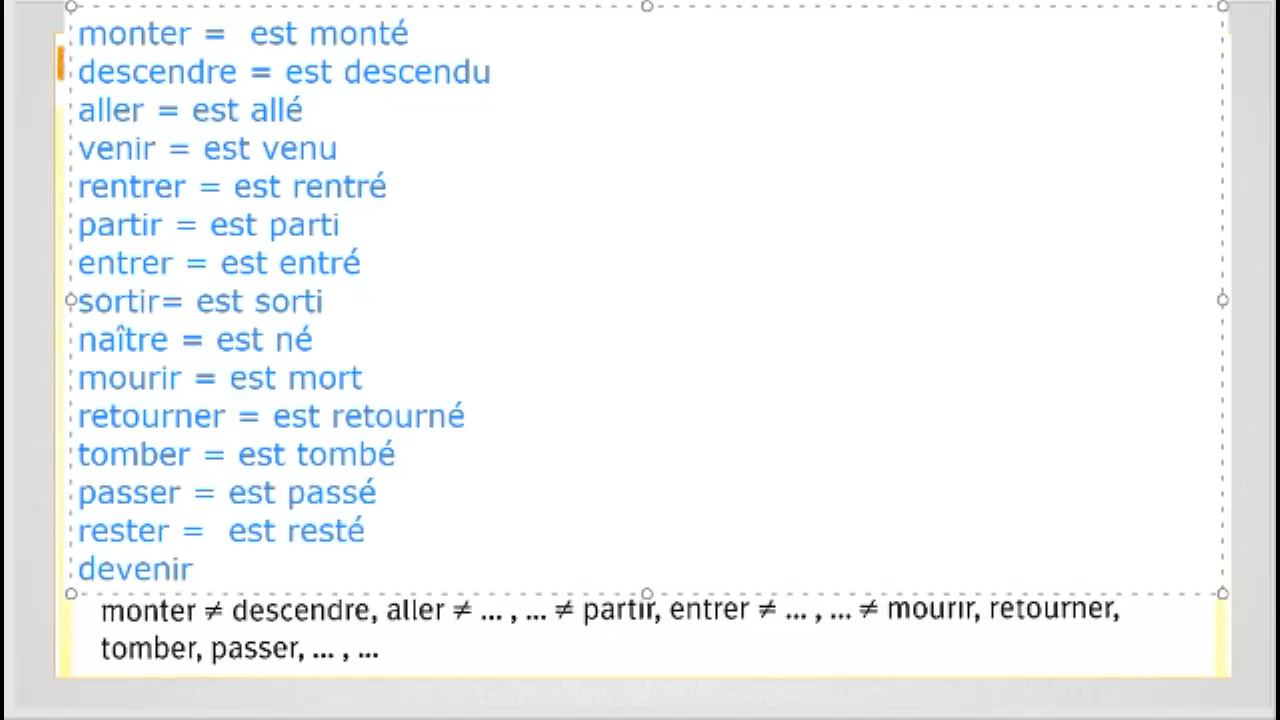 monter =  est monté
descendre = est descendu
aller = est allé
venir = est venu
rentrer = est rentré
partir = est parti
entrer = est entré
sortir= est sorti
naître = est né
mourir = est mort
retourner = est retourné
tomber = est tombé
passer = est passé
rester =  est resté
devenir
monter ≠ descendre, aller ≠ ... , ... ≠ partir, entrer ≠ ... , ... ≠ mourir, retourner,
tomber, passer, ... , ...